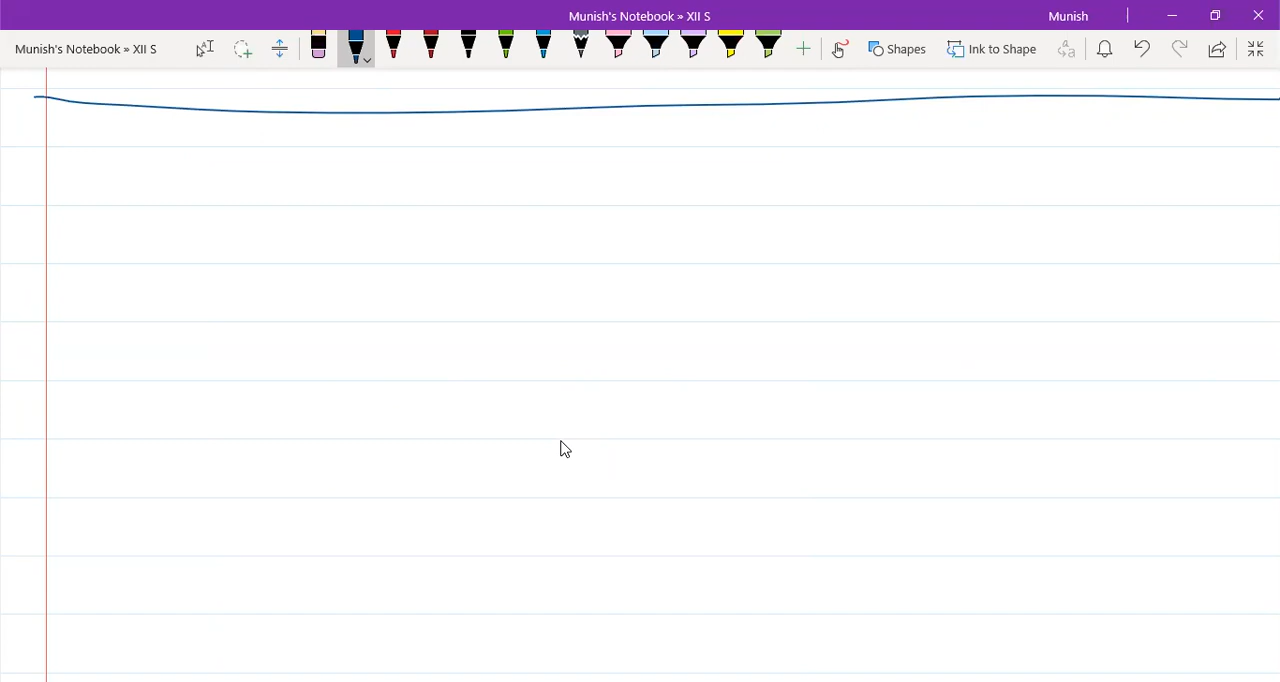 Munish's Notebook » XII S
Munish
Munish's Notebook » XII S
Shapes
Ink to Shape